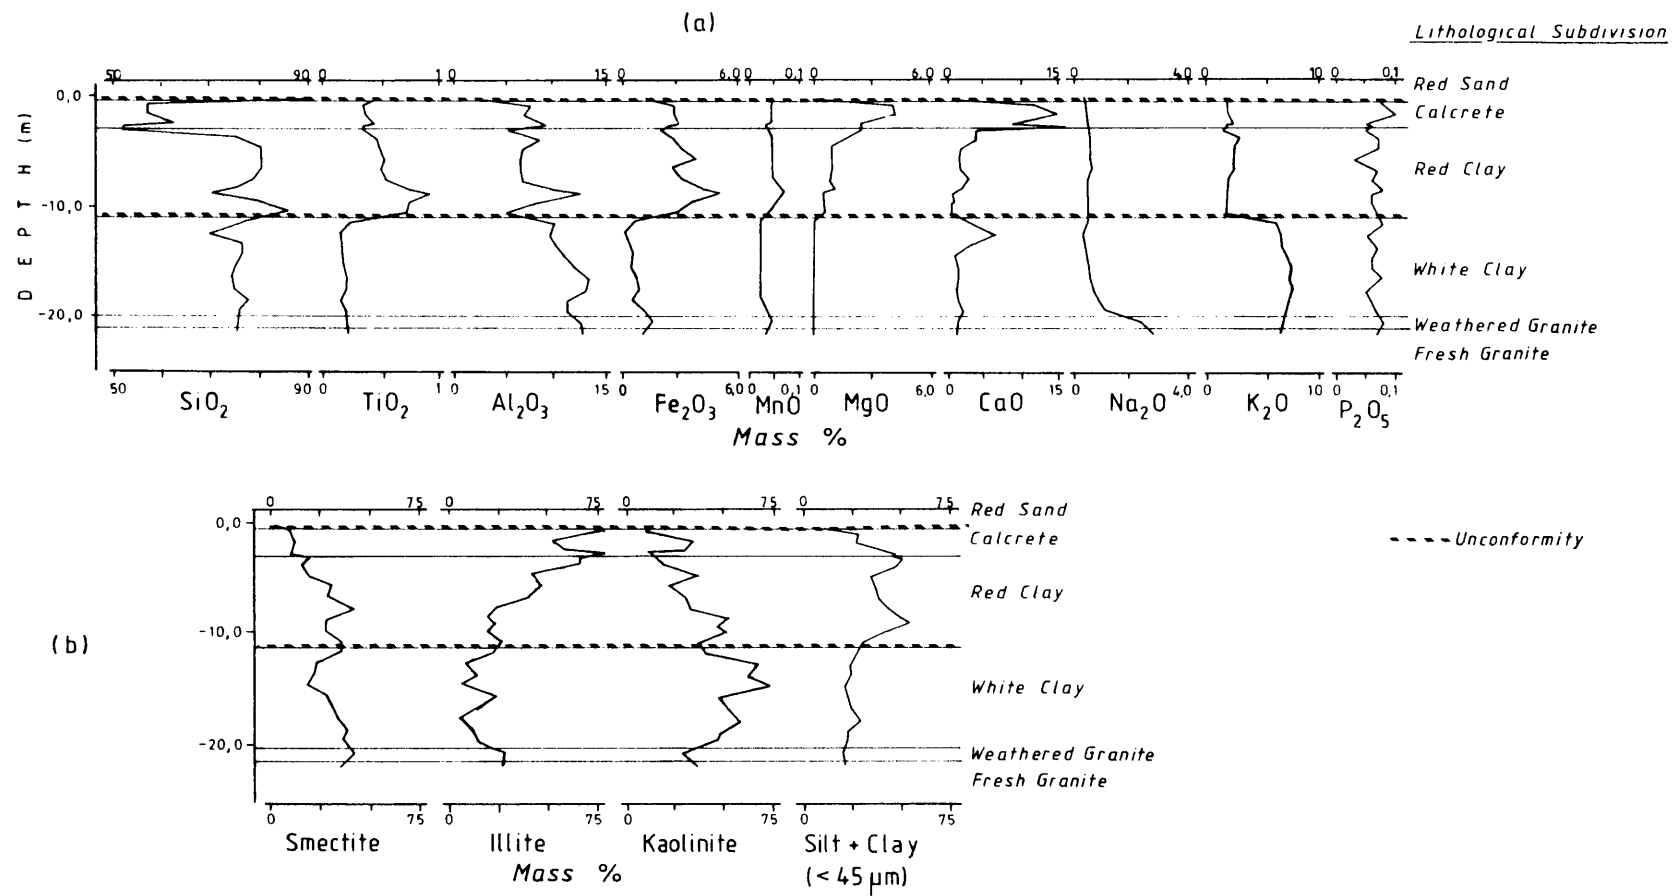 (a)
Lithological Subdivision
50 90 0 1 0 15 0 6,0 0 0,1 0 6,0 0 15 0 4,0 0 10 0 0,1
Red Sand
0,0
Calcrete
Red Clay
-10,0
White Clay
-20,0
Weathered Granite
Fresh Granite
DEPTH (m)
50 90 0 1 0 15 0 6,0 0 0,1 0 6,0 0 15 0 4,0 0 10 0 0,1
SiO₂ TiO₂ Al₂O₃ Fe₂O₃ MnO MgO CaO Na₂O K₂O P₂O₅
Mass %
(b)
0 75 0 75 0 75 0 75
Red Sand
0,0
Calcrete
Unconformity
Red Clay
-10,0
White Clay
-20,0
Weathered Granite
Fresh Granite
0 75 0 75 0 75 0 75
Smectite Illite Kaolinite Silt + Clay
Mass % (< 45 μm)